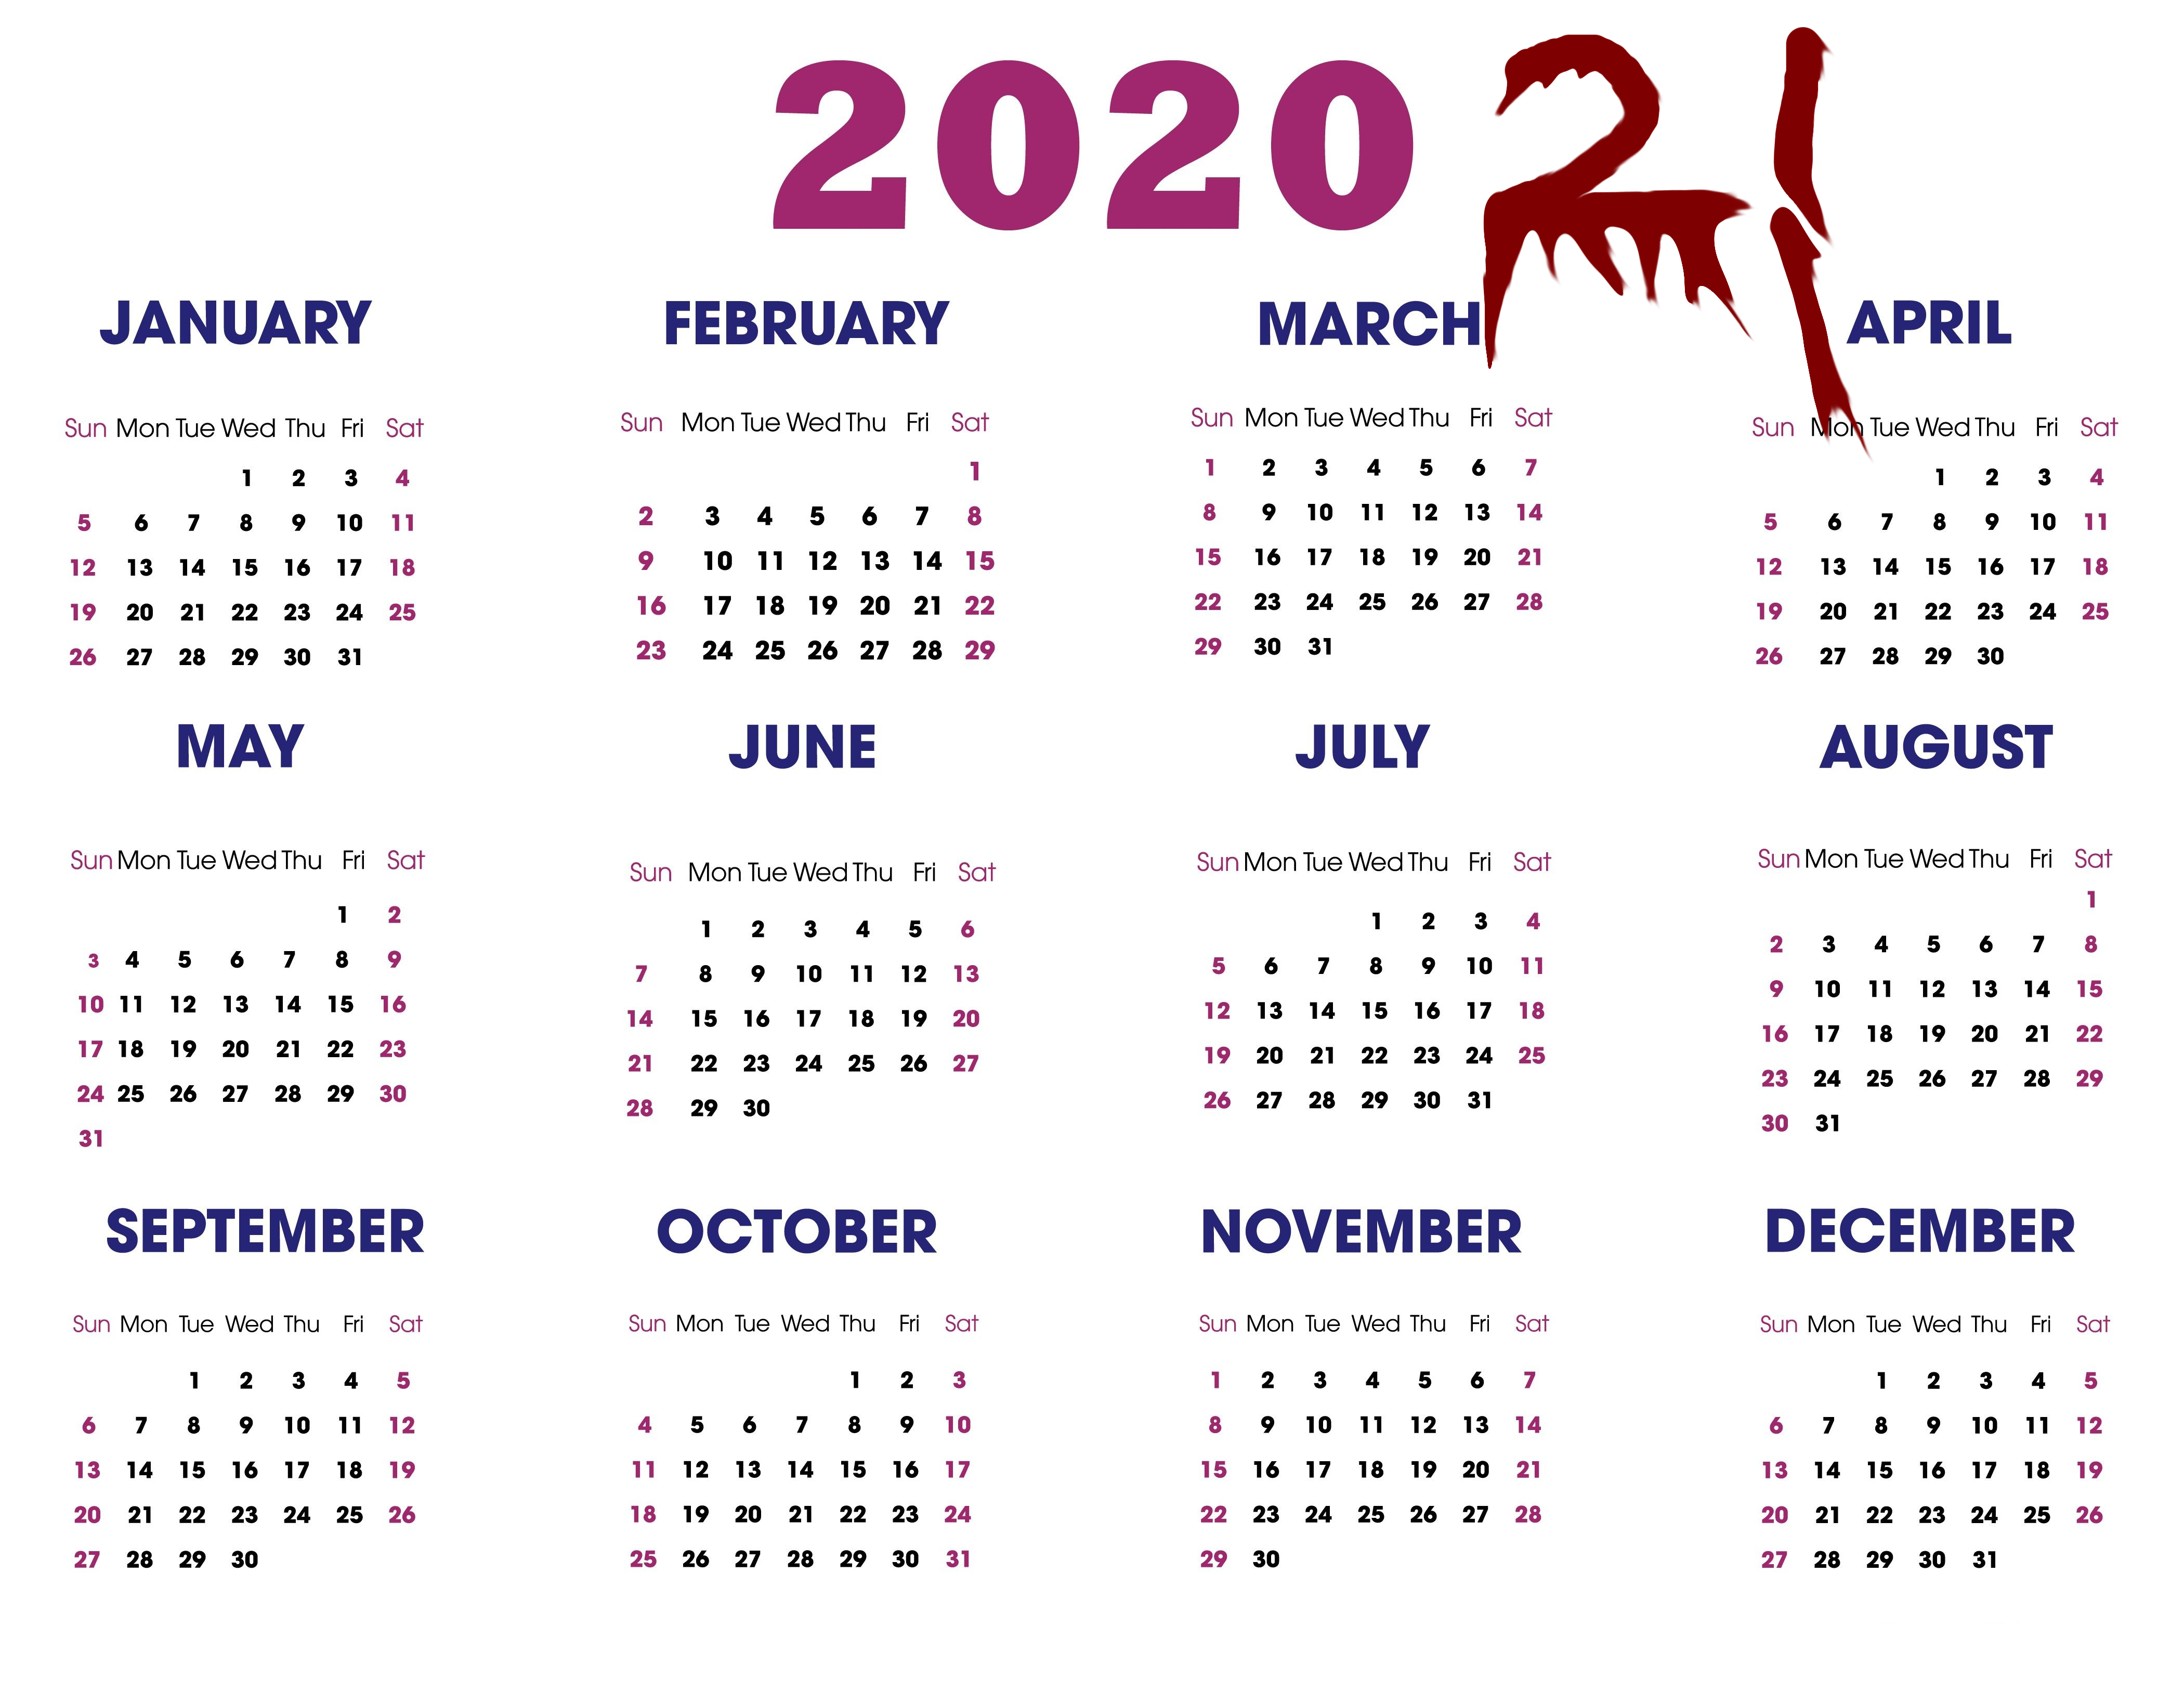 2020 21
JANUARY
Sun Mon Tue Wed Thu Fri Sat
1 2 3 4
5 6 7 8 9 10 11
12 13 14 15 16 17 18
19 20 21 22 23 24 25
26 27 28 29 30 31
FEBRUARY
Sun Mon Tue Wed Thu Fri Sat
1
2 3 4 5 6 7 8
9 10 11 12 13 14 15
16 17 18 19 20 21 22
23 24 25 26 27 28 29
MARCH
Sun Mon Tue Wed Thu Fri Sat
1 2 3 4 5 6 7
8 9 10 11 12 13 14
15 16 17 18 19 20 21
22 23 24 25 26 27 28
29 30 31
APRIL
Sun Mon Tue Wed Thu Fri Sat
1 2 3 4
5 6 7 8 9 10 11
12 13 14 15 16 17 18
19 20 21 22 23 24 25
26 27 28 29 30
MAY
Sun Mon Tue Wed Thu Fri Sat
1 2
3 4 5 6 7 8 9
10 11 12 13 14 15 16
17 18 19 20 21 22 23
24 25 26 27 28 29 30
31
JUNE
Sun Mon Tue Wed Thu Fri Sat
1 2 3 4 5 6
7 8 9 10 11 12 13
14 15 16 17 18 19 20
21 22 23 24 25 26 27
28 29 30
JULY
Sun Mon Tue Wed Thu Fri Sat
1 2 3 4
5 6 7 8 9 10 11
12 13 14 15 16 17 18
19 20 21 22 23 24 25
26 27 28 29 30 31
AUGUST
Sun Mon Tue Wed Thu Fri Sat
1
2 3 4 5 6 7 8
9 10 11 12 13 14 15
16 17 18 19 20 21 22
23 24 25 26 27 28 29
30 31
SEPTEMBER
Sun Mon Tue Wed Thu Fri Sat
1 2 3 4 5
6 7 8 9 10 11 12
13 14 15 16 17 18 19
20 21 22 23 24 25 26
27 28 29 30
OCTOBER
Sun Mon Tue Wed Thu Fri Sat
1 2 3
4 5 6 7 8 9 10
11 12 13 14 15 16 17
18 19 20 21 22 23 24
25 26 27 28 29 30 31
NOVEMBER
Sun Mon Tue Wed Thu Fri Sat
1 2 3 4 5 6 7
8 9 10 11 12 13 14
15 16 17 18 19 20 21
22 23 24 25 26 27 28
29 30
DECEMBER
Sun Mon Tue Wed Thu Fri Sat
1 2 3 4 5
6 7 8 9 10 11 12
13 14 15 16 17 18 19
20 21 22 23 24 25 26
27 28 29 30 31